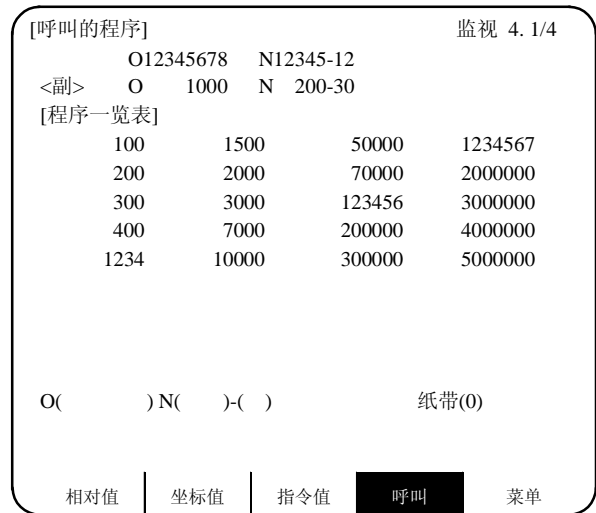 [呼叫的程序] 监视 4. 1/4
O12345678 N12345-12
<副> O 1000 N 200-30
[程序一览表]
100 1500 50000 1234567
200 2000 70000 2000000
300 3000 123456 3000000
400 7000 200000 4000000
1234 10000 300000 5000000
O( ) N( )-( ) 纸带(0)
相对值 坐标值 指令值 呼叫 菜单